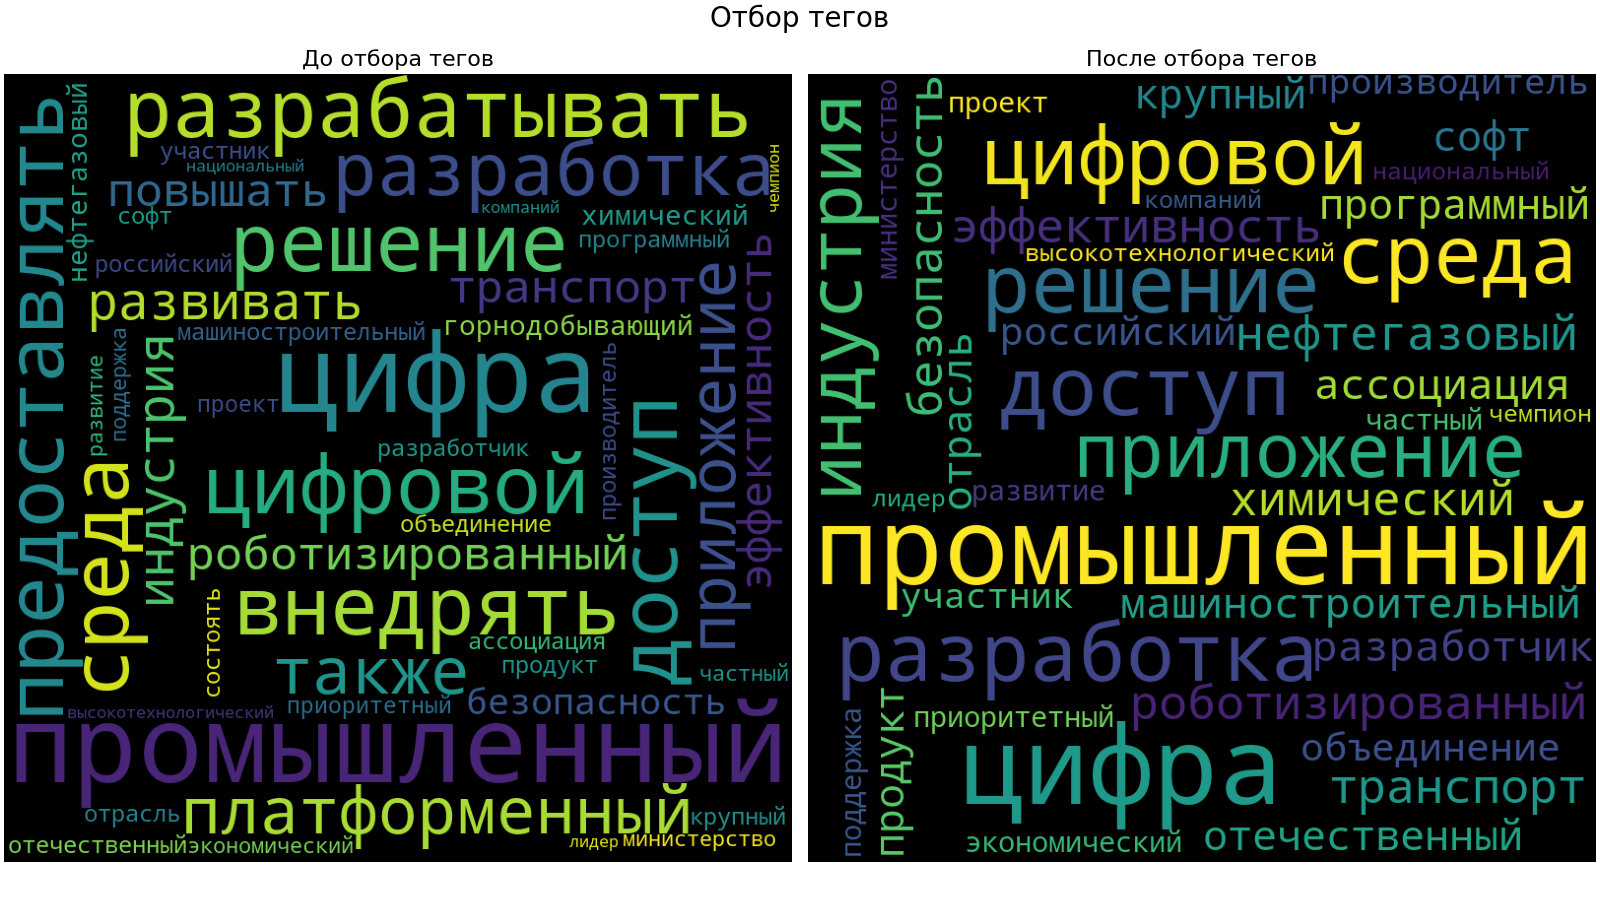 Отбор тегов
До отбора тегов
разрабатывать
нефтегазовый
участник
национальный
разработка
чемпион
повышать
предоставлять
софт
компаний
химический
решение
программный
российский
транспорт
развивать
эффективность
приложение
машиностроительный
горнодобывающий
поддержка
индустрия
цифра
производитель
развитие
проект
доступ
разработчик
среда
цифровой
объединение
роботизированный
внедрять
состоять
ассоциация
также
продукт
частный
приоритетный
безопасность
высокотехнологический
промышленный
отрасль
платформенный
крупный
отечественный
экономический
лидер
министерство
После отбора тегов
производитель
крупный
проект
министерство
безопасность
индустрия
цифровой
софт
национальный
компаний
программный
эффективность
высокотехнологический
среда
решение
российский
нефтегазовый
отрасль
доступ
ассоциация
частный
чемпион
приложение
лидер
развитие
химический
промышленный
участник
машиностроительный
разработка
разработчик
роботизированный
приоритетный
поддержка
продукт
цифра
объединение
транспорт
экономический
отечественный